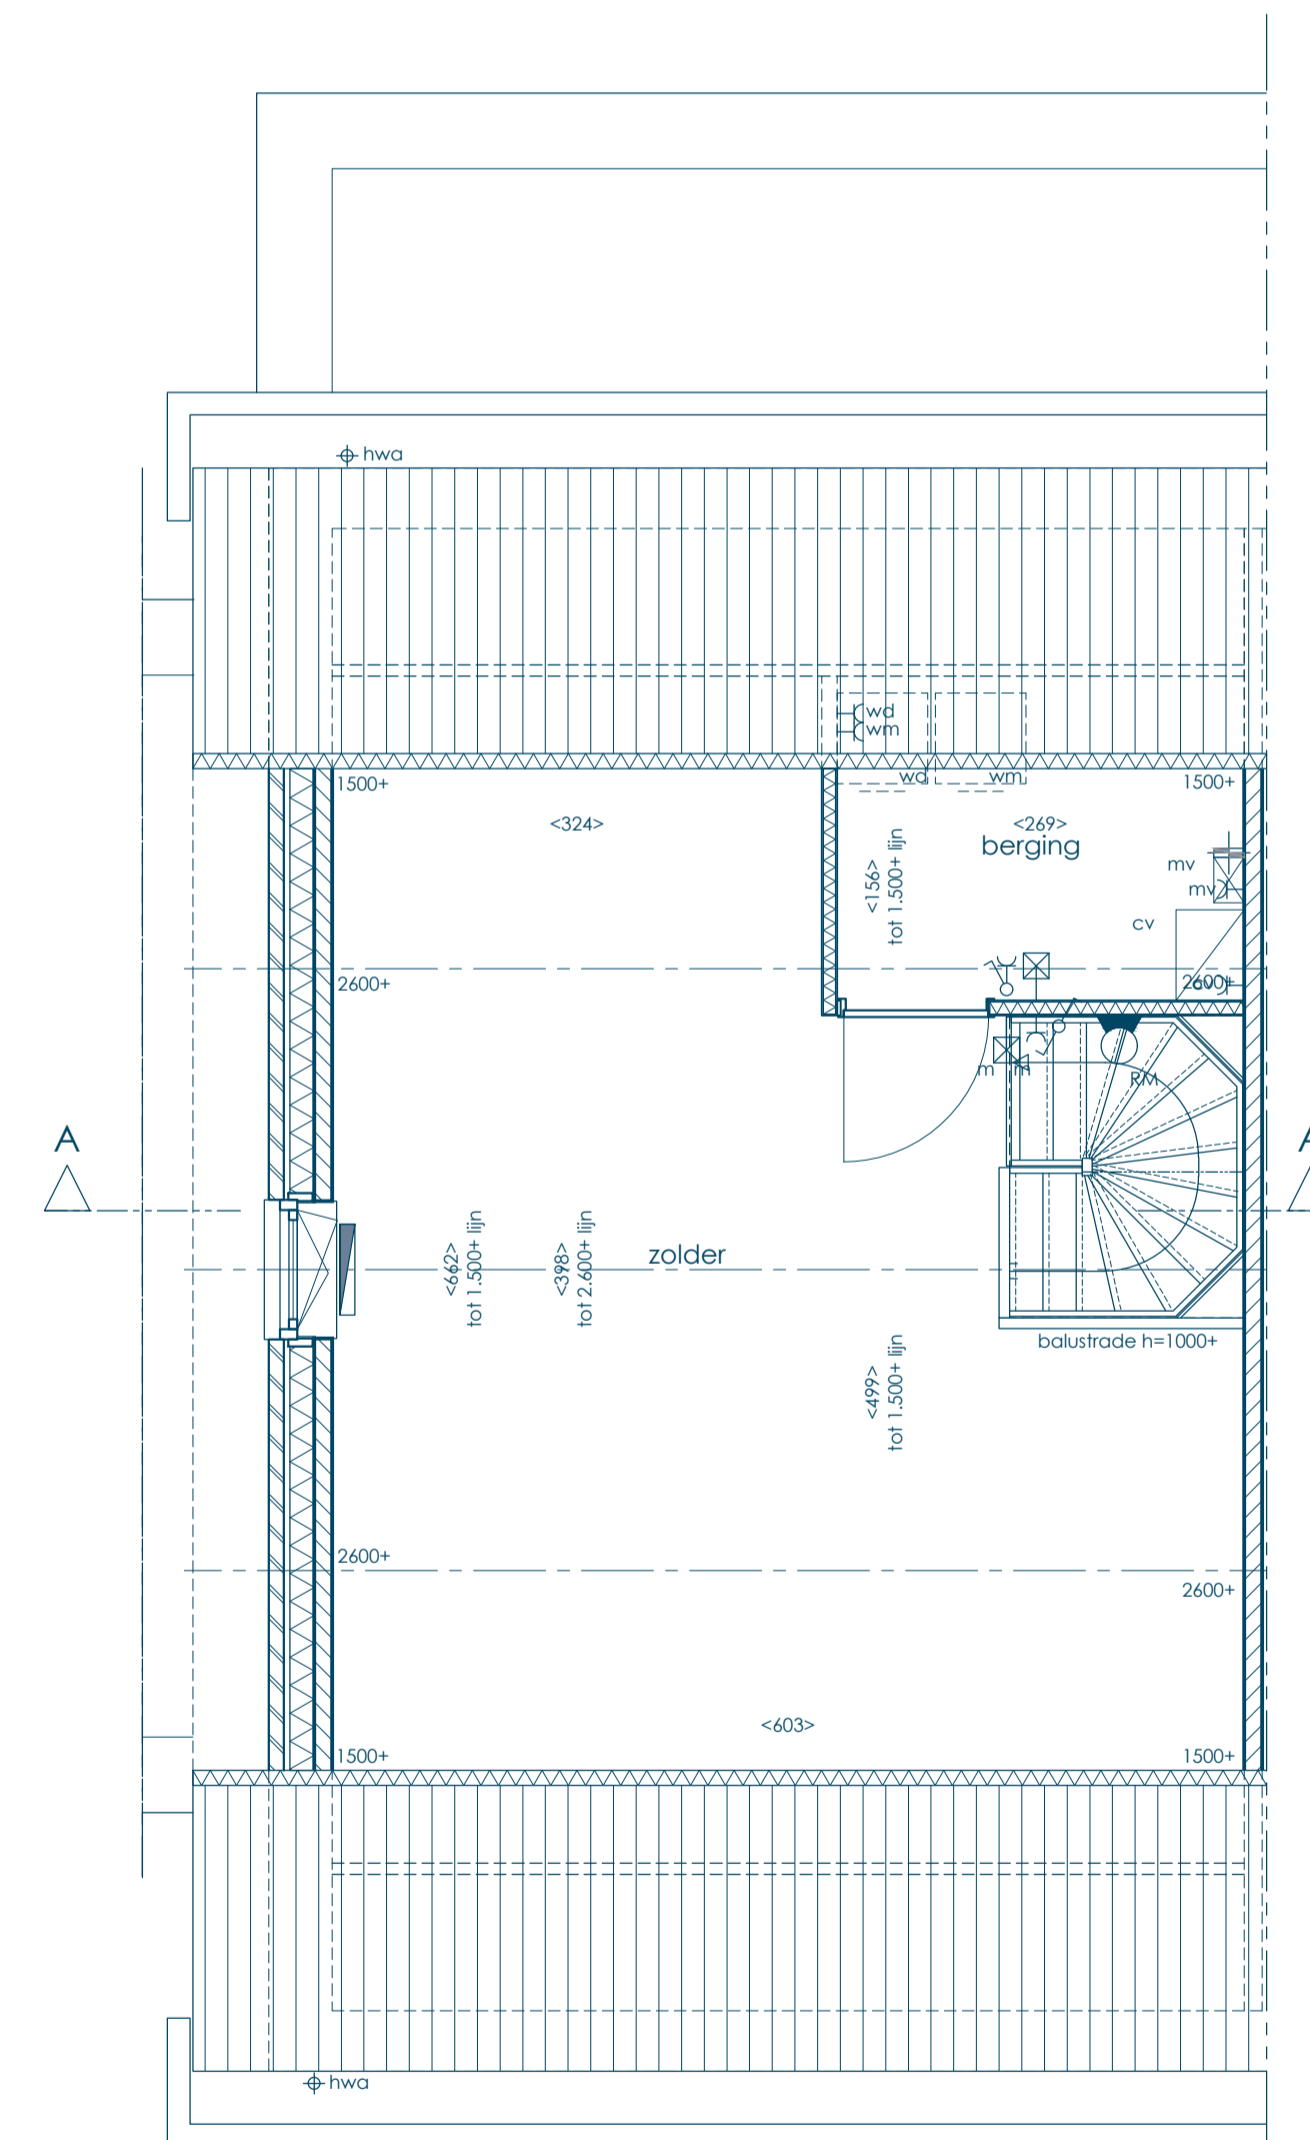 hwa
wd
wm
wd
wm
1500+
1500+
<324>
<269>
berging
<156>
tot 1.500+ lijn
mv
mv
cv
2600+
2600+
cv
m
m
RM
A
A
<662>
tot 1.500+ lijn
<398>
tot 2.600+ lijn
zolder
balustrade h=1000+
<499>
tot 1.500+ lijn
2600+
2600+
<603>
1500+
1500+
hwa